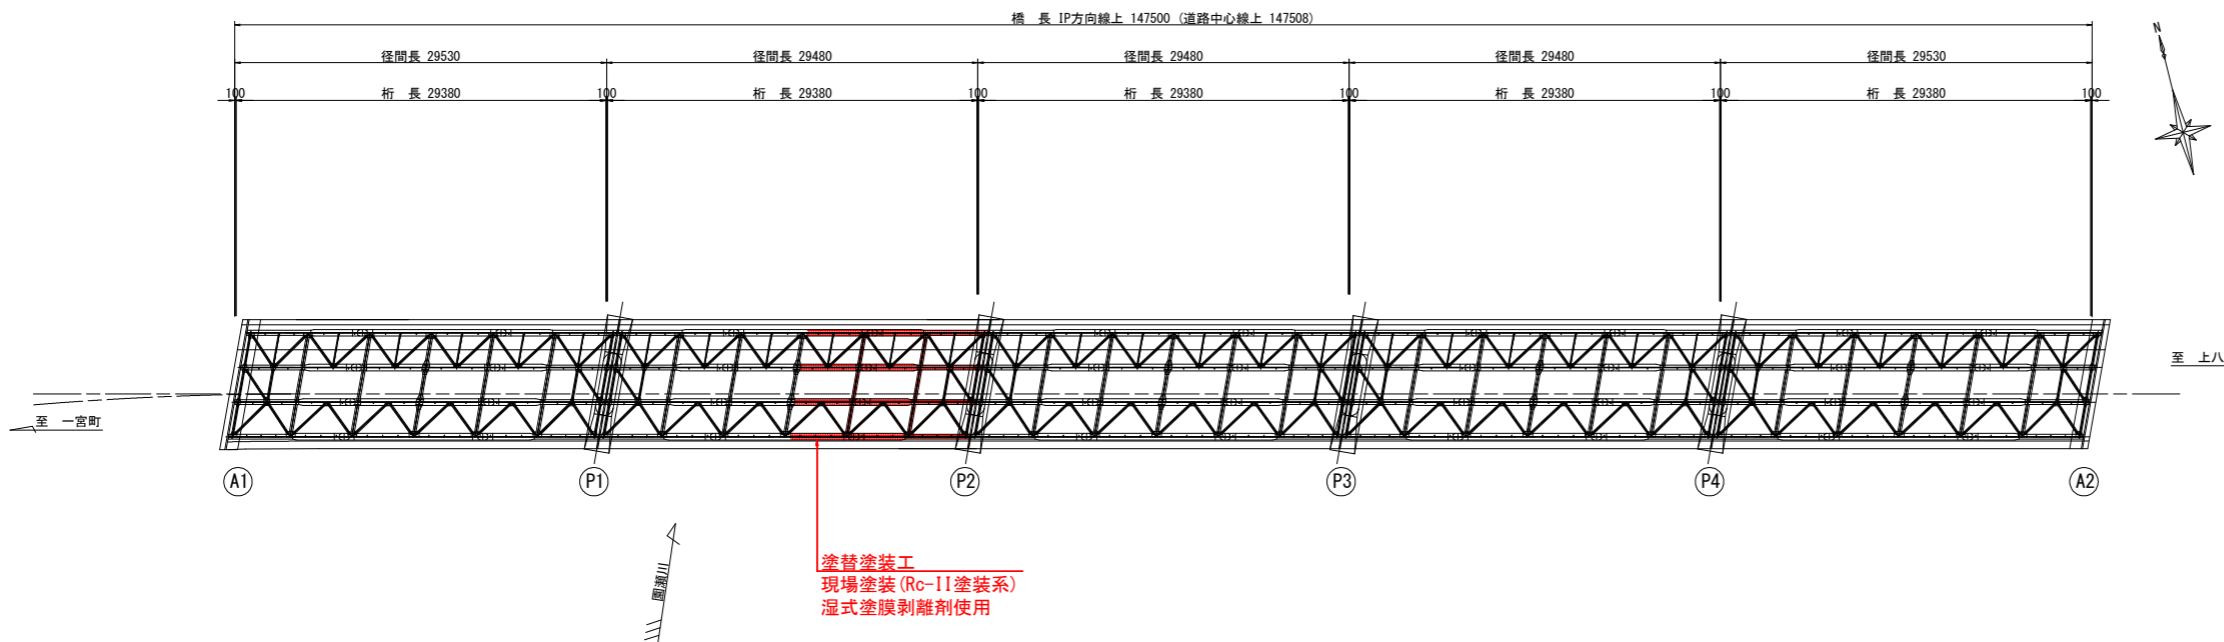 橋 長 IP方向線上 147500 (道路中心線上 147508)
径間長 29530 径間長 29480 径間長 29480 径間長 29480 径間長 29530
100 桁 長 29380 100 桁 長 29380 100 桁 長 29380 100 桁 長 29380 100 桁 長 29380 100
N
至 上八
至 一宮町
A1 P1 P2 P3 P4 A2
園瀬川
塗替塗装工
現場塗装(Rc-II塗装系)
湿式塗膜剥離剤使用